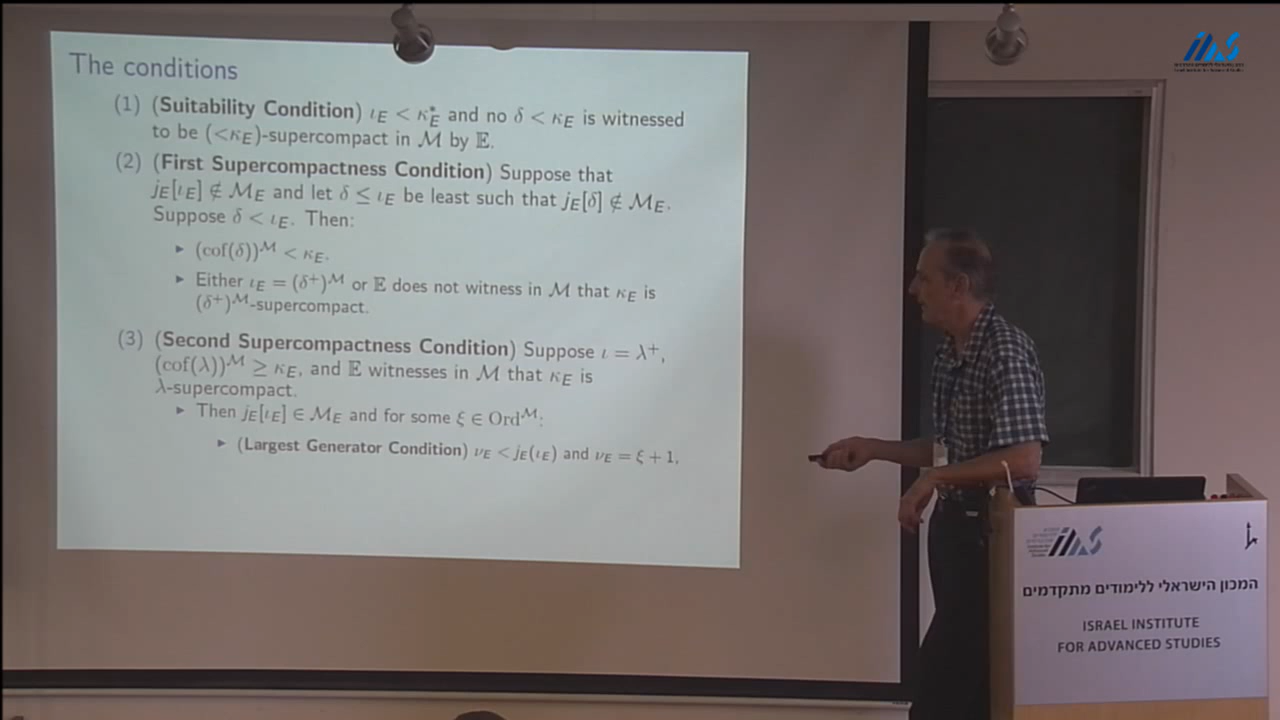 The conditions
(1) (Suitability Condition) ι_E < κ*_E and no δ < κ_E is witnessed
to be (<κ_E)-supercompact in ℳ by 𝔼.
(2) (First Supercompactness Condition) Suppose that
j_E[ι_E] ∉ ℳ_E and let δ ≤ ι_E be least such that j_E[δ] ∉ ℳ_E.
Suppose δ < ι_E. Then:
▶ (cof(δ))^ℳ < κ_E.
▶ Either ι_E = (δ⁺)^ℳ or 𝔼 does not witness in ℳ that κ_E is
(δ⁺)^ℳ-supercompact.
(3) (Second Supercompactness Condition) Suppose ι = λ⁺,
(cof(λ))^ℳ ≥ κ_E, and 𝔼 witnesses in ℳ that κ_E is
λ-supercompact.
▶ Then j_E[ι_E] ∈ ℳ_E and for some ξ ∈ Ord^ℳ:
▶ (Largest Generator Condition) ν_E < j_E(ι_E) and ν_E = ξ + 1,
המכון הישראלי ללימודים מתקדמים
ISRAEL INSTITUTE
FOR ADVANCED STUDIES